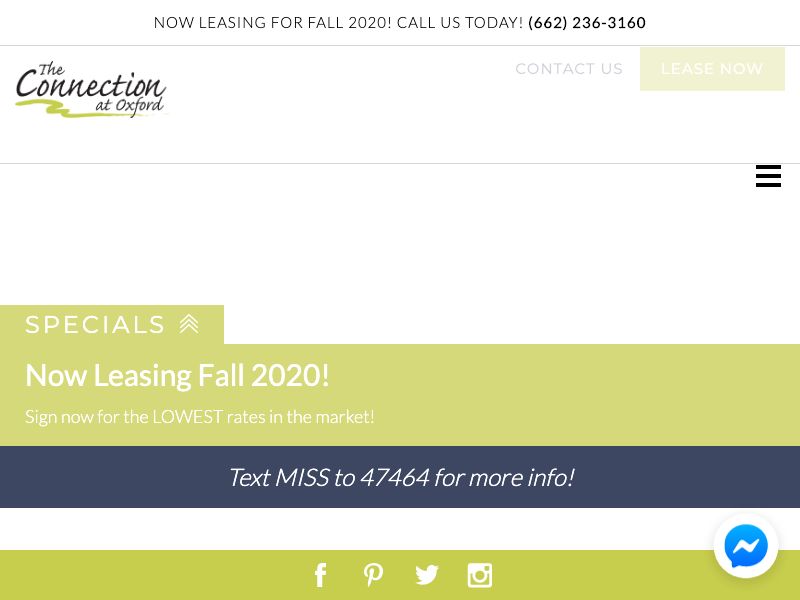 NOW LEASING FOR FALL 2020! CALL US TODAY! (662) 236-3160
The
Connection
at Oxford
CONTACT US
LEASE NOW
SPECIALS
Now Leasing Fall 2020!
Sign now for the LOWEST rates in the market!
Text MISS to 47464 for more info!